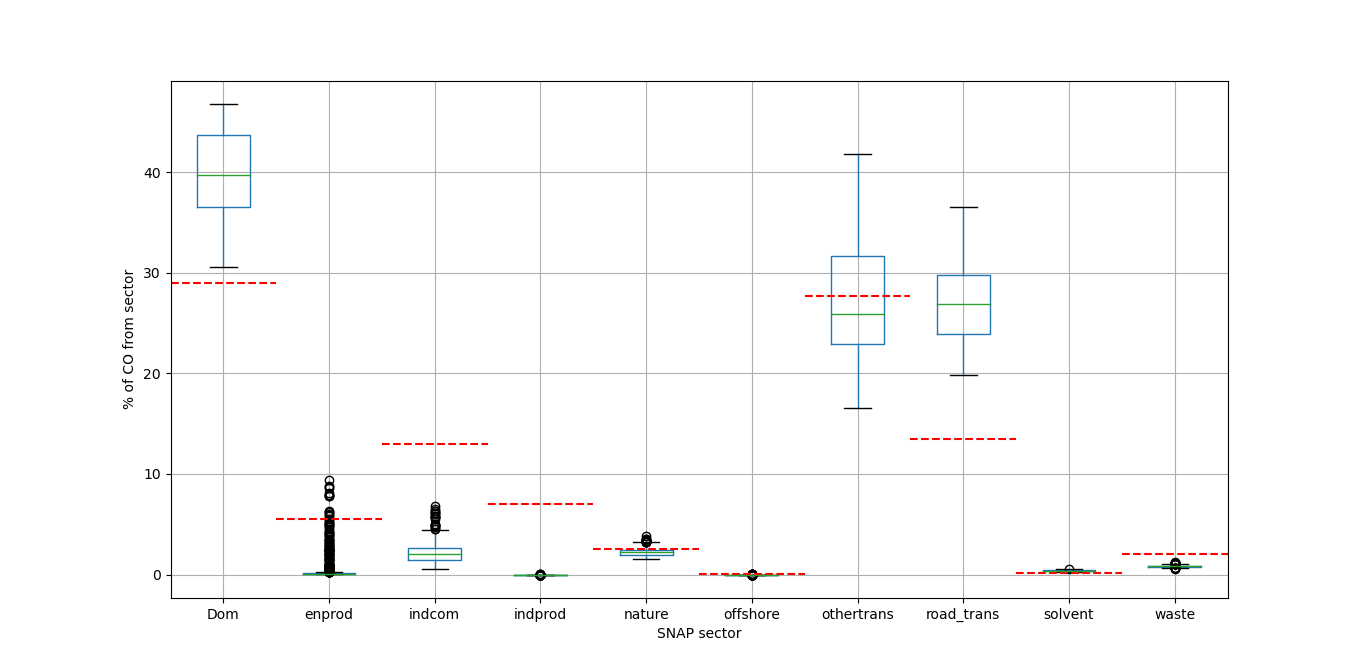 % of CO from sector
40
30
20
10
0
Dom enprod indcom indprod nature offshore othertrans road_trans solvent waste
SNAP sector